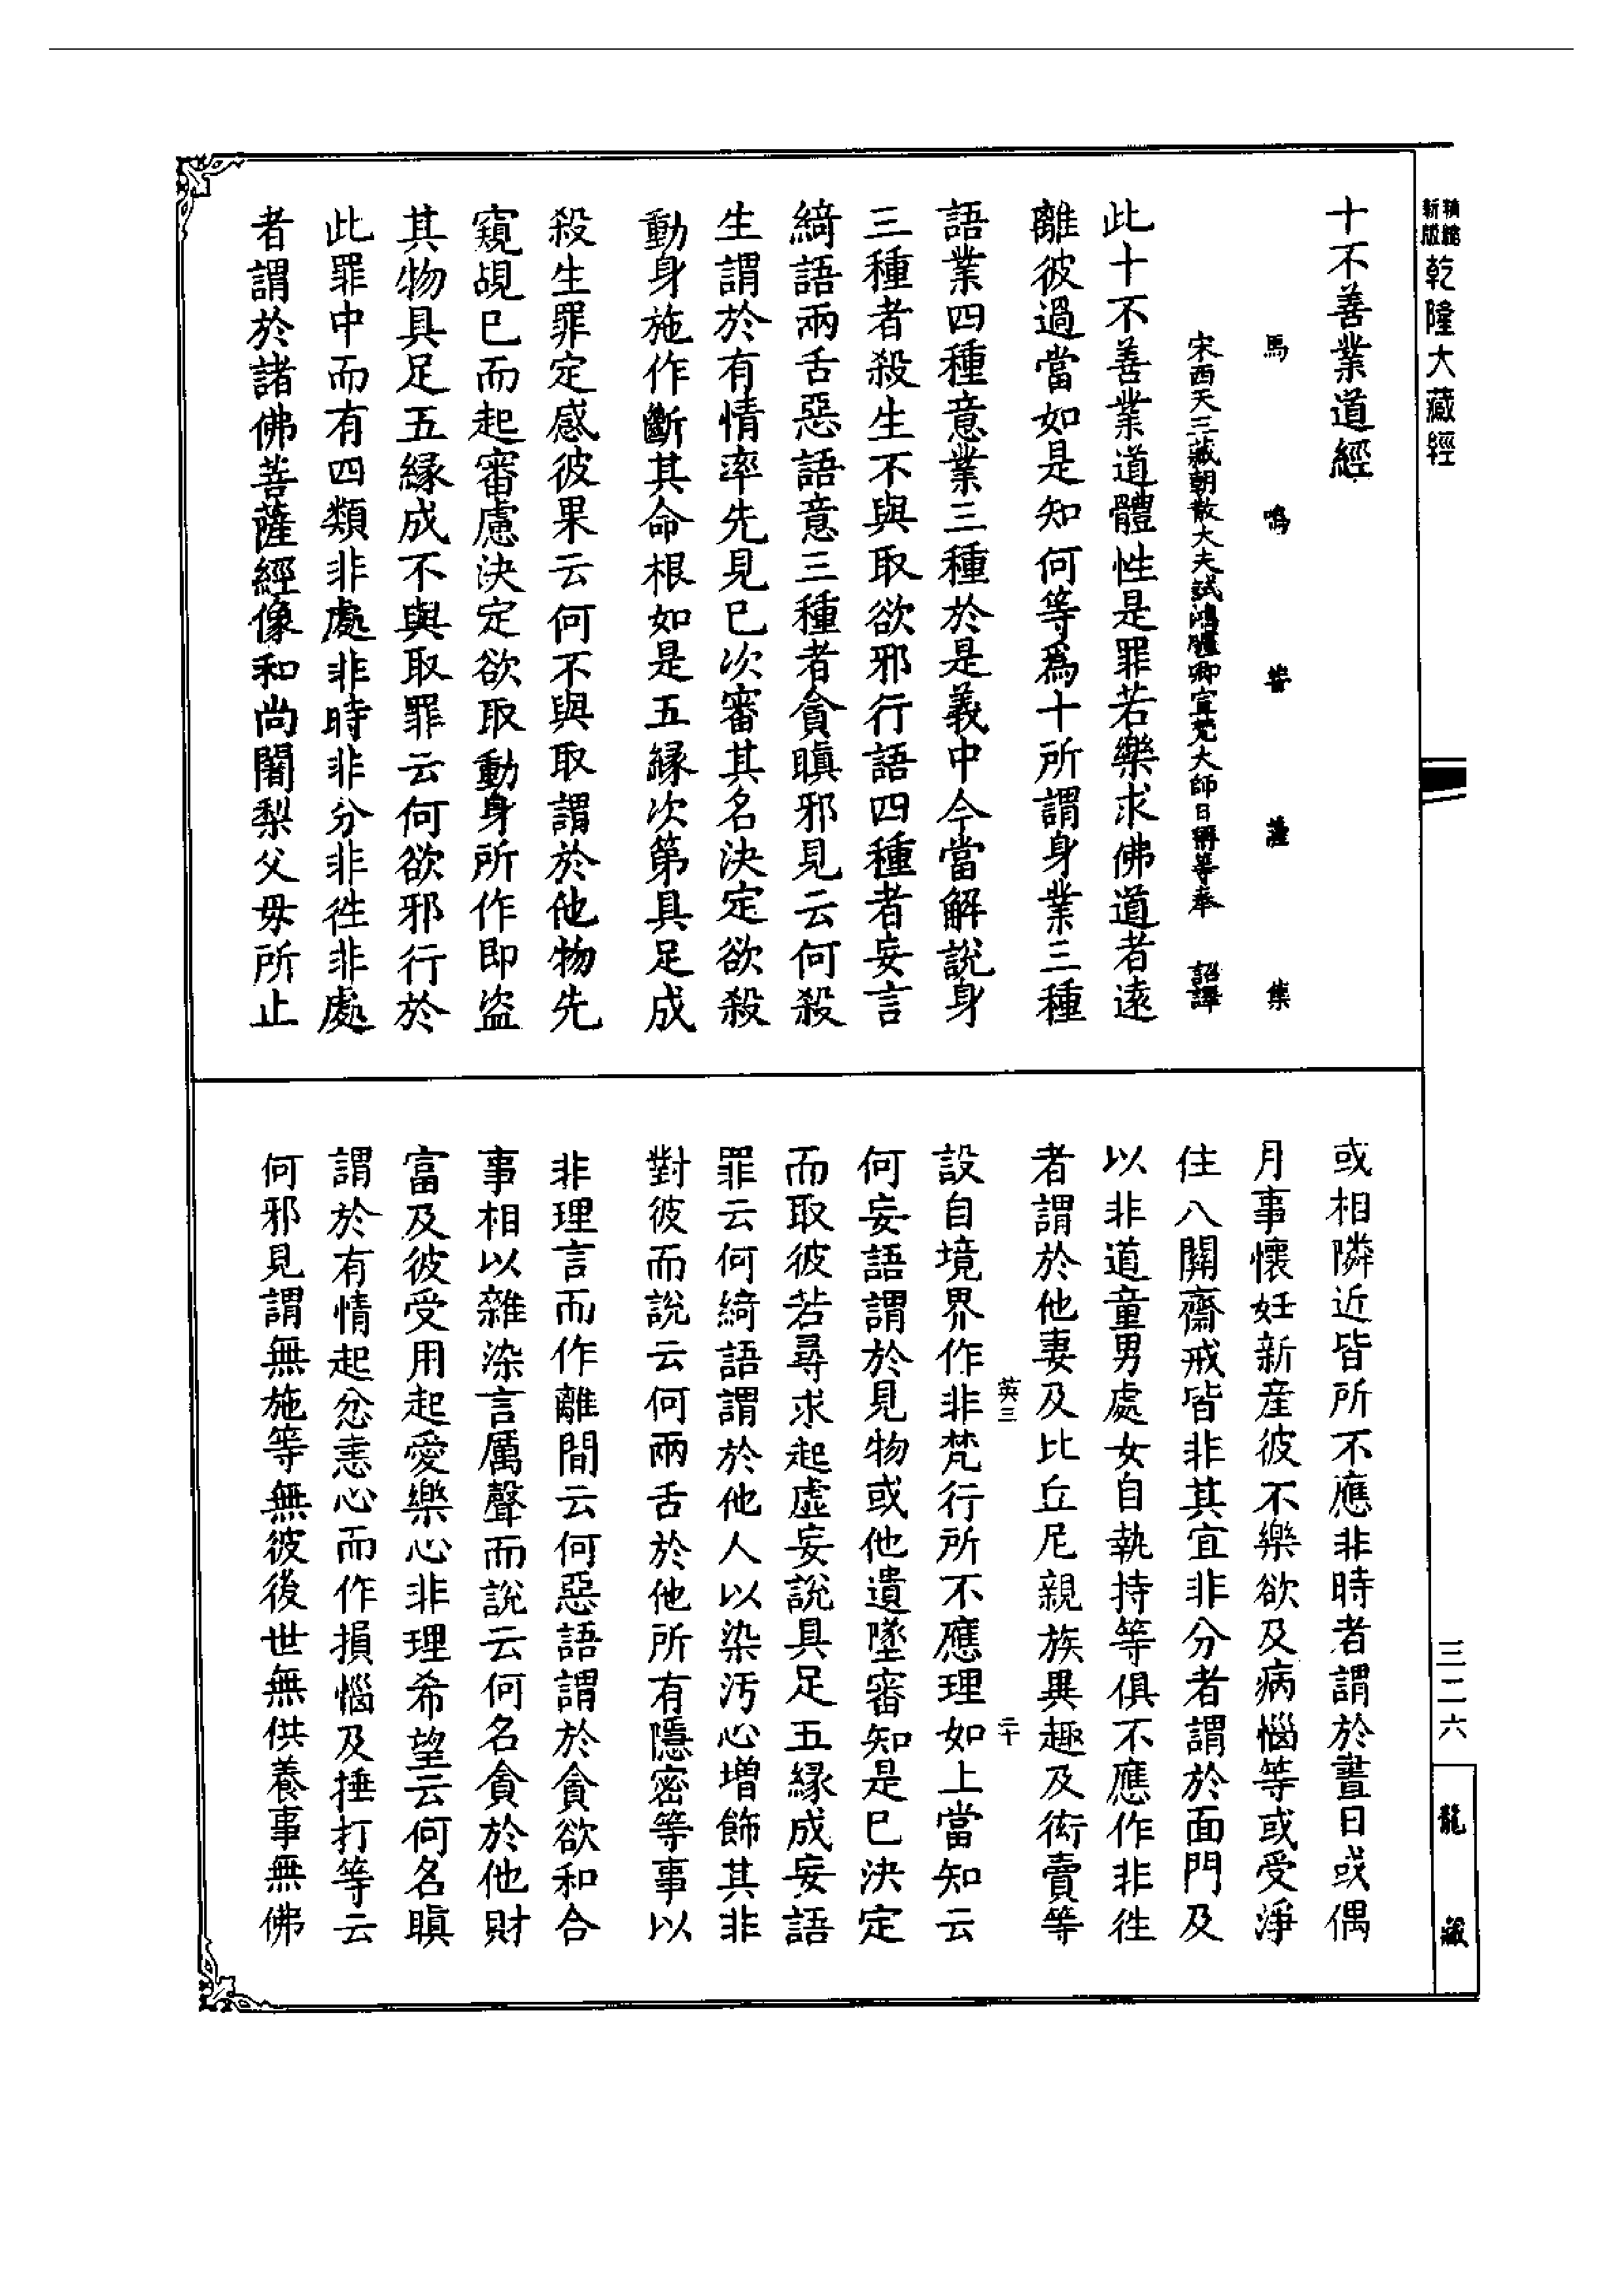 新版
乾隆大藏經
十不善業道經
馬鳴菩薩集
宋西天三藏朝散大夫試鴻臚卿宣梵大師日稱等奉 詔譯
此十不善業道體性是罪若樂求佛道者遠
離彼過當如是知何等爲十所謂身業三種
語業四種意業三種於是義中今當解說身
三種者殺生不與取欲邪行語四種者妄言
綺語兩舌惡語意三種者貪瞋邪見云何殺
生謂於有情率先見已次審其名決定欲殺
動身施作斷其命根如是五緣次第具足成
殺生罪定感彼果云何不與取謂於他物先
窺覘已而起審慮決定欲取動身所作即盜
其物具足五緣成不與取罪云何欲邪行於
此罪中而有四類非處非時非分非徃非處
者謂於諸佛菩薩經像和尚闍梨父母所止
或相隣近皆所不應非時者謂於晝日或偶
月事懷妊新產彼不樂欲及病惱等或受淨
住八關齋戒皆非其宜非分者謂於面門及
以非道童男處女自執持等俱不應作非徃
者謂於他妻及比丘尼親族異趣及衒賣等
英三 二十
設自境界作非梵行所不應理如上當知云
何妄語謂於見物或他遺墜審知是已決定
而取彼若尋求起虛妄說具足五緣成妄語
罪云何綺語謂於他人以染汚心增飾其非
對彼而說云何兩舌於他所有隱密等事以
非理言而作離間云何惡語謂於貪欲和合
事相以雜染言厲聲而說云何名貪於他財
富及彼受用起愛樂心非理希望云何名瞋
謂於有情起忿恚心而作損惱及捶打等云
何邪見謂無施等無彼後世無供養事無佛
三二六
龍藏